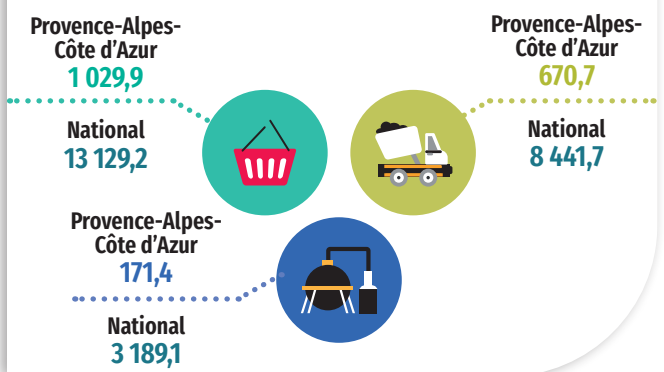 Provence-Alpes-
Côte d'Azur
1 029,9
National
13 129,2
Provence-Alpes-
Côte d'Azur
670,7
National
8 441,7
Provence-Alpes-
Côte d'Azur
171,4
National
3 189,1